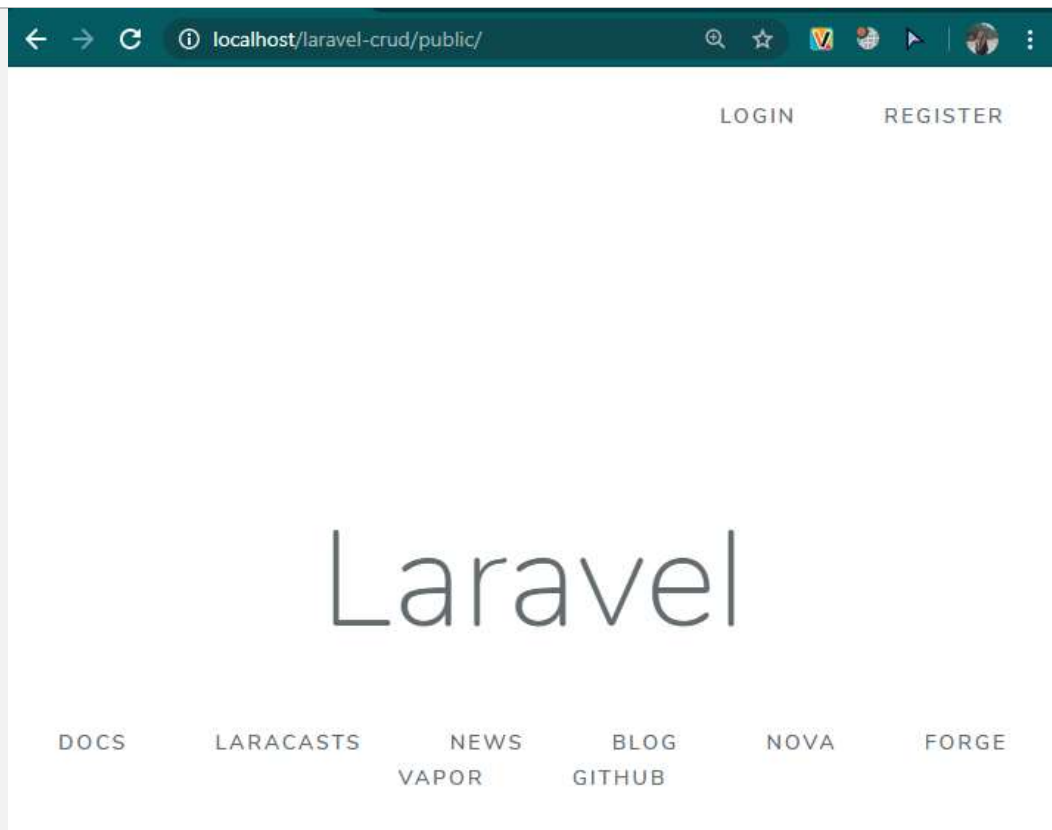 localhost/laravel-crud/public/
LOGIN REGISTER
Laravel
DOCS LARACASTS NEWS BLOG NOVA FORGE
VAPOR GITHUB